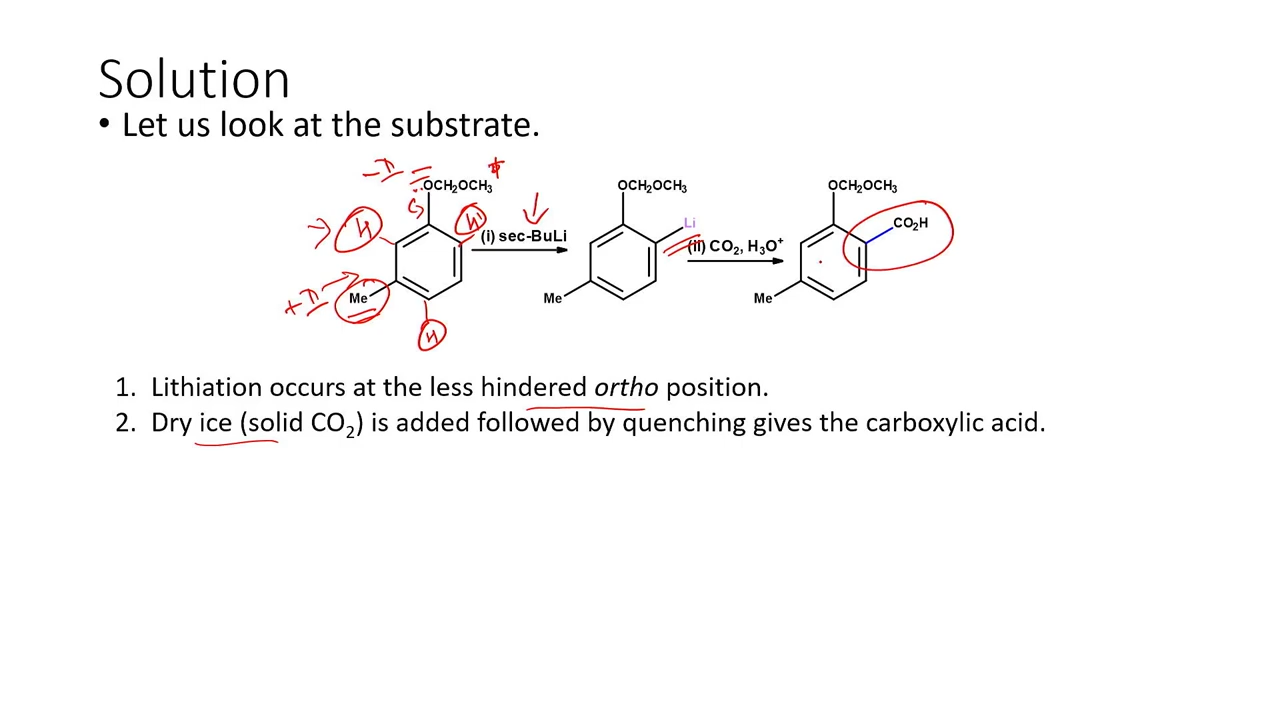 Solution
• Let us look at the substrate.
OCH₂OCH₃ OCH₂OCH₃ OCH₂OCH₃
H H Li CO₂H
(i) sec-BuLi (ii) CO₂, H₃O⁺
Me Me Me
H
1. Lithiation occurs at the less hindered ortho position.
2. Dry ice (solid CO₂) is added followed by quenching gives the carboxylic acid.